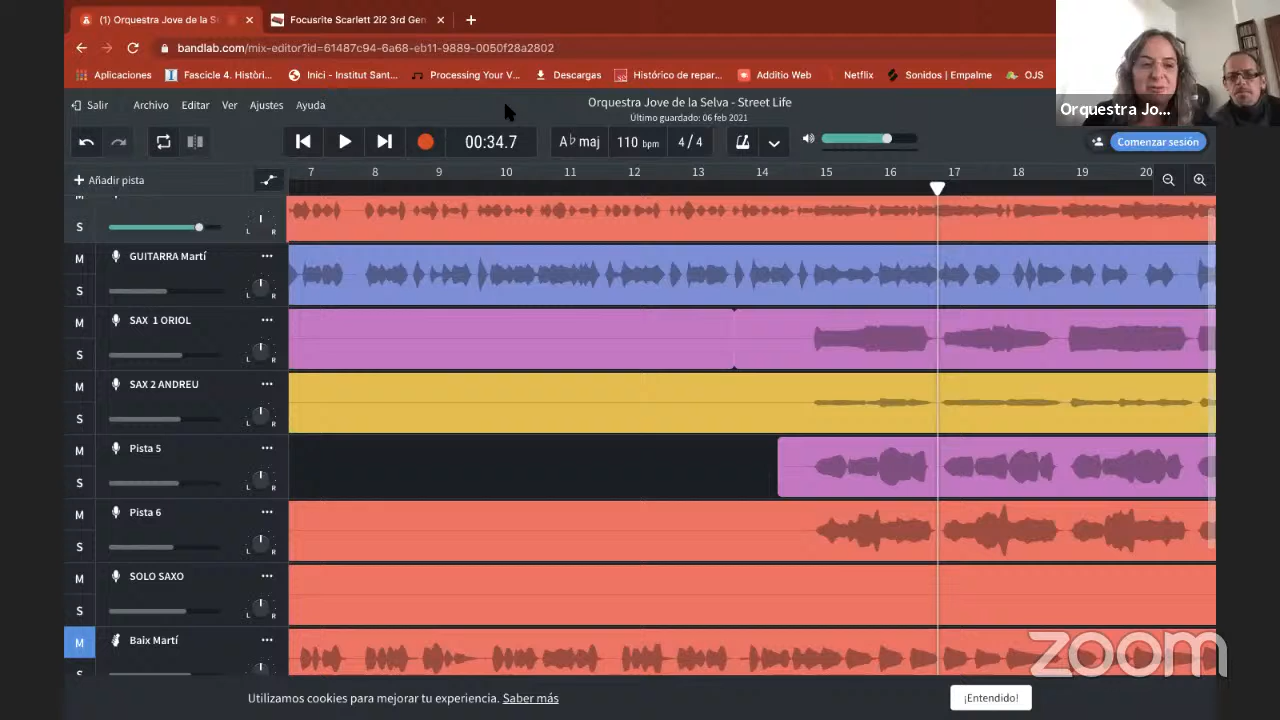 (1) Orquestra Jove de la S
Focusrite Scarlett 2i2 3rd Gen
bandlab.com/mix-editor?id=61487c94-6a68-eb11-9889-0050f28a2802
Aplicaciones
Fascicle 4. Històri...
Inici - Institut Sant...
Processing Your V...
Descargas
Histórico de repar...
Additio Web
Netflix
Sonidos | Empalme
OJS
Orquestra Jo...
Salir
Archivo
Editar
Ver
Ajustes
Ayuda
Orquestra Jove de la Selva - Street Life
Último guardado: 06 feb 2021
00:34.7
A♭ maj
110 bpm
4 / 4
Comenzar sesión
Añadir pista
7 8 9 10 11 12 13 14 15 16 17 18 19 20
S
L R
M
GUITARRA Martí
S
L R
M
SAX 1 ORIOL
S
L R
M
SAX 2 ANDREU
S
L R
M
Pista 5
S
L R
M
Pista 6
S
L R
M
SOLO SAXO
S
L R
M
Baix Martí
zoom
Utilizamos cookies para mejorar tu experiencia. Saber más
¡Entendido!